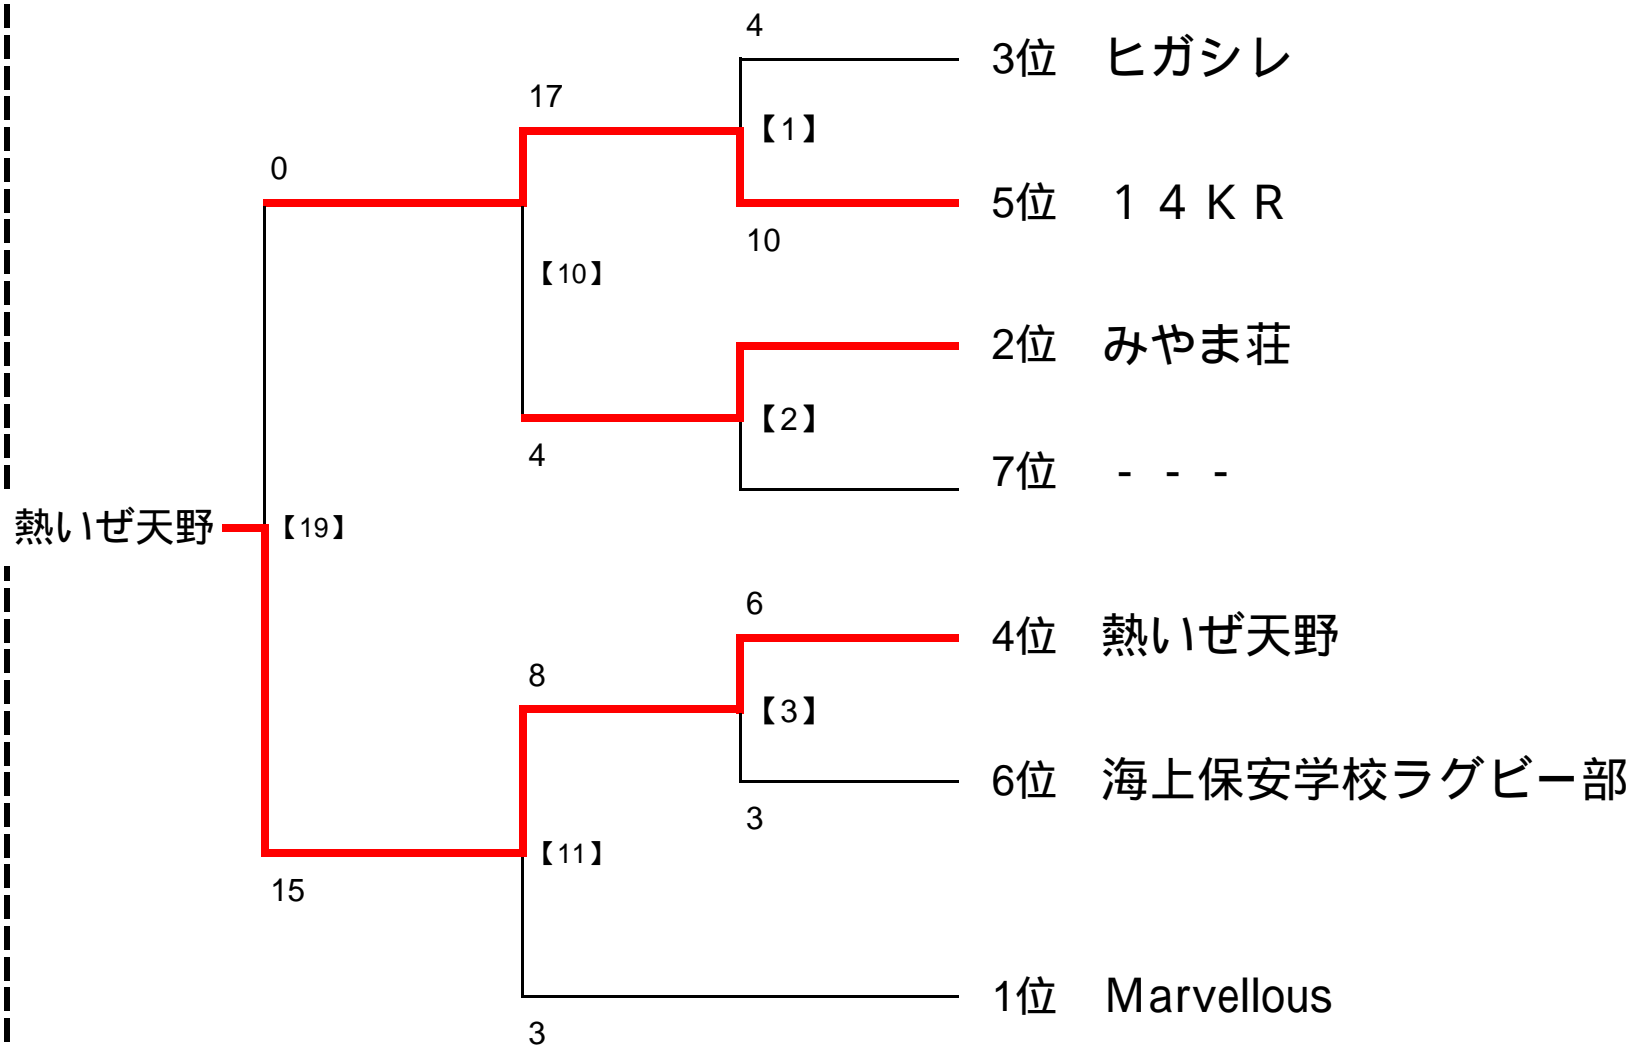 4
3位 ヒガシレ
17
【1】
0
5位 １４ＫＲ
10
【10】
2位 みやま荘
【2】
4
7位 - - -
熱いぜ天野
【19】
6
4位 熱いぜ天野
8
【3】
6位 海上保安学校ラグビー部
3
【11】
15
1位 Marvellous
3